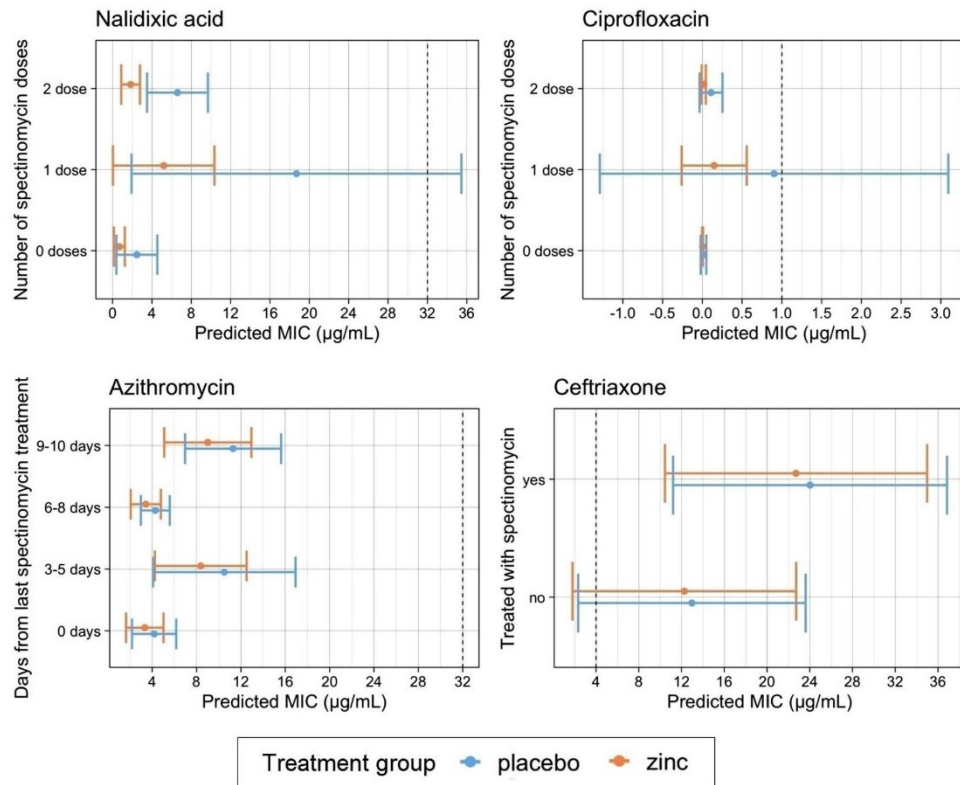 Nalidixic acid
Number of spectinomycin doses
2 dose
1 dose
0 doses
0 4 8 12 16 20 24 28 32 36
Predicted MIC (µg/mL)
Ciprofloxacin
Number of spectinomycin doses
2 dose
1 dose
0 doses
-1.0 -0.5 0.0 0.5 1.0 1.5 2.0 2.5 3.0
Predicted MIC (µg/mL)
Azithromycin
Days from last spectinomycin treatment
9-10 days
6-8 days
3-5 days
0 days
4 8 12 16 20 24 28 32
Predicted MIC (µg/mL)
Ceftriaxone
Treated with spectinomycin
yes
no
4 8 12 16 20 24 28 32 36
Predicted MIC (µg/mL)
Treatment group placebo zinc